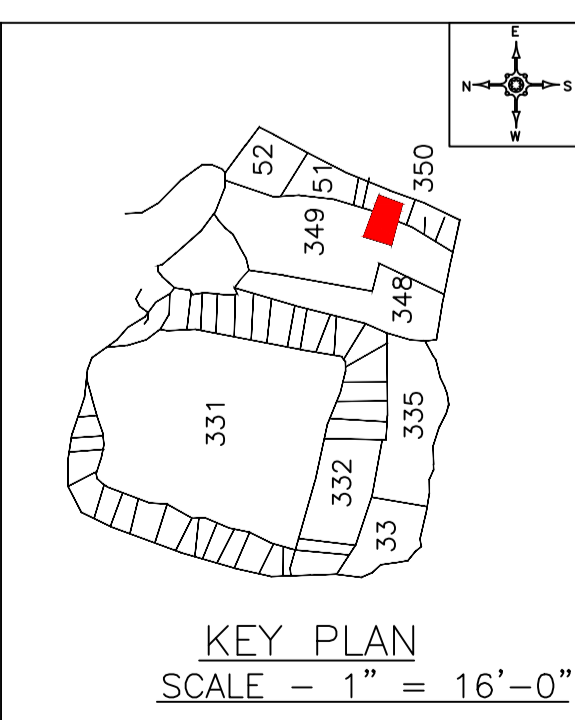 E
N S
W
52
51
350
349
348
331
335
332
33
KEY PLAN
SCALE - 1" = 16'-0"